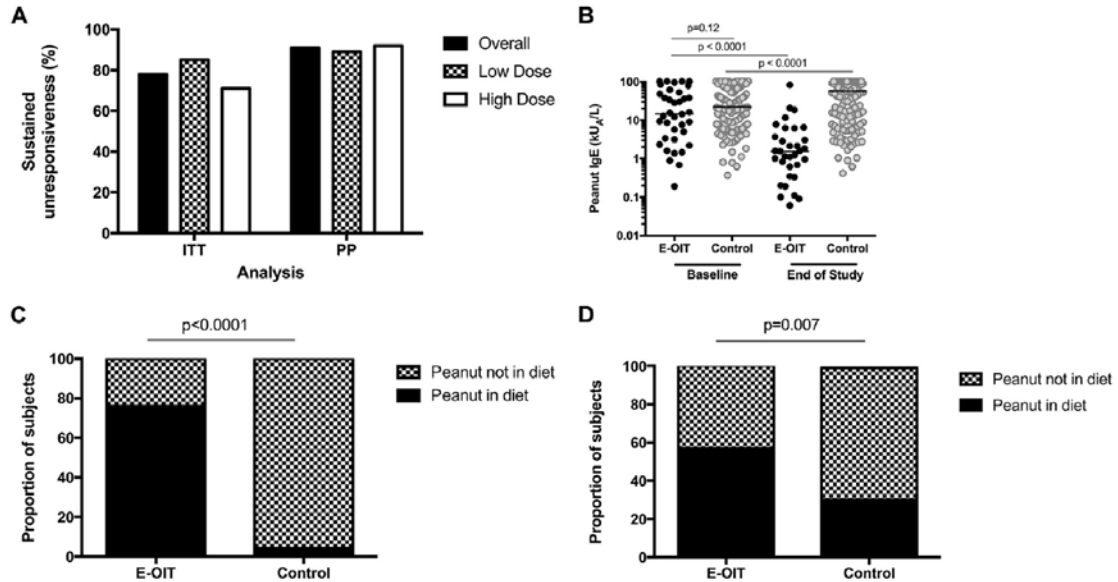 A
Sustained
unresponsiveness (%)
100
80
60
40
20
0
ITT
PP
Analysis
Overall
Low Dose
High Dose
B
p=0.12
p < 0.0001
p < 0.0001
Peanut IgE (kUA/L)
100
10
1
0.1
0.01
E-OIT Control E-OIT Control
Baseline End of Study
C
p<0.0001
Proportion of subjects
100
80
60
40
20
0
E-OIT Control
Peanut not in diet
Peanut in diet
D
p=0.007
Proportion of subjects
100
80
60
40
20
0
E-OIT Control
Peanut not in diet
Peanut in diet